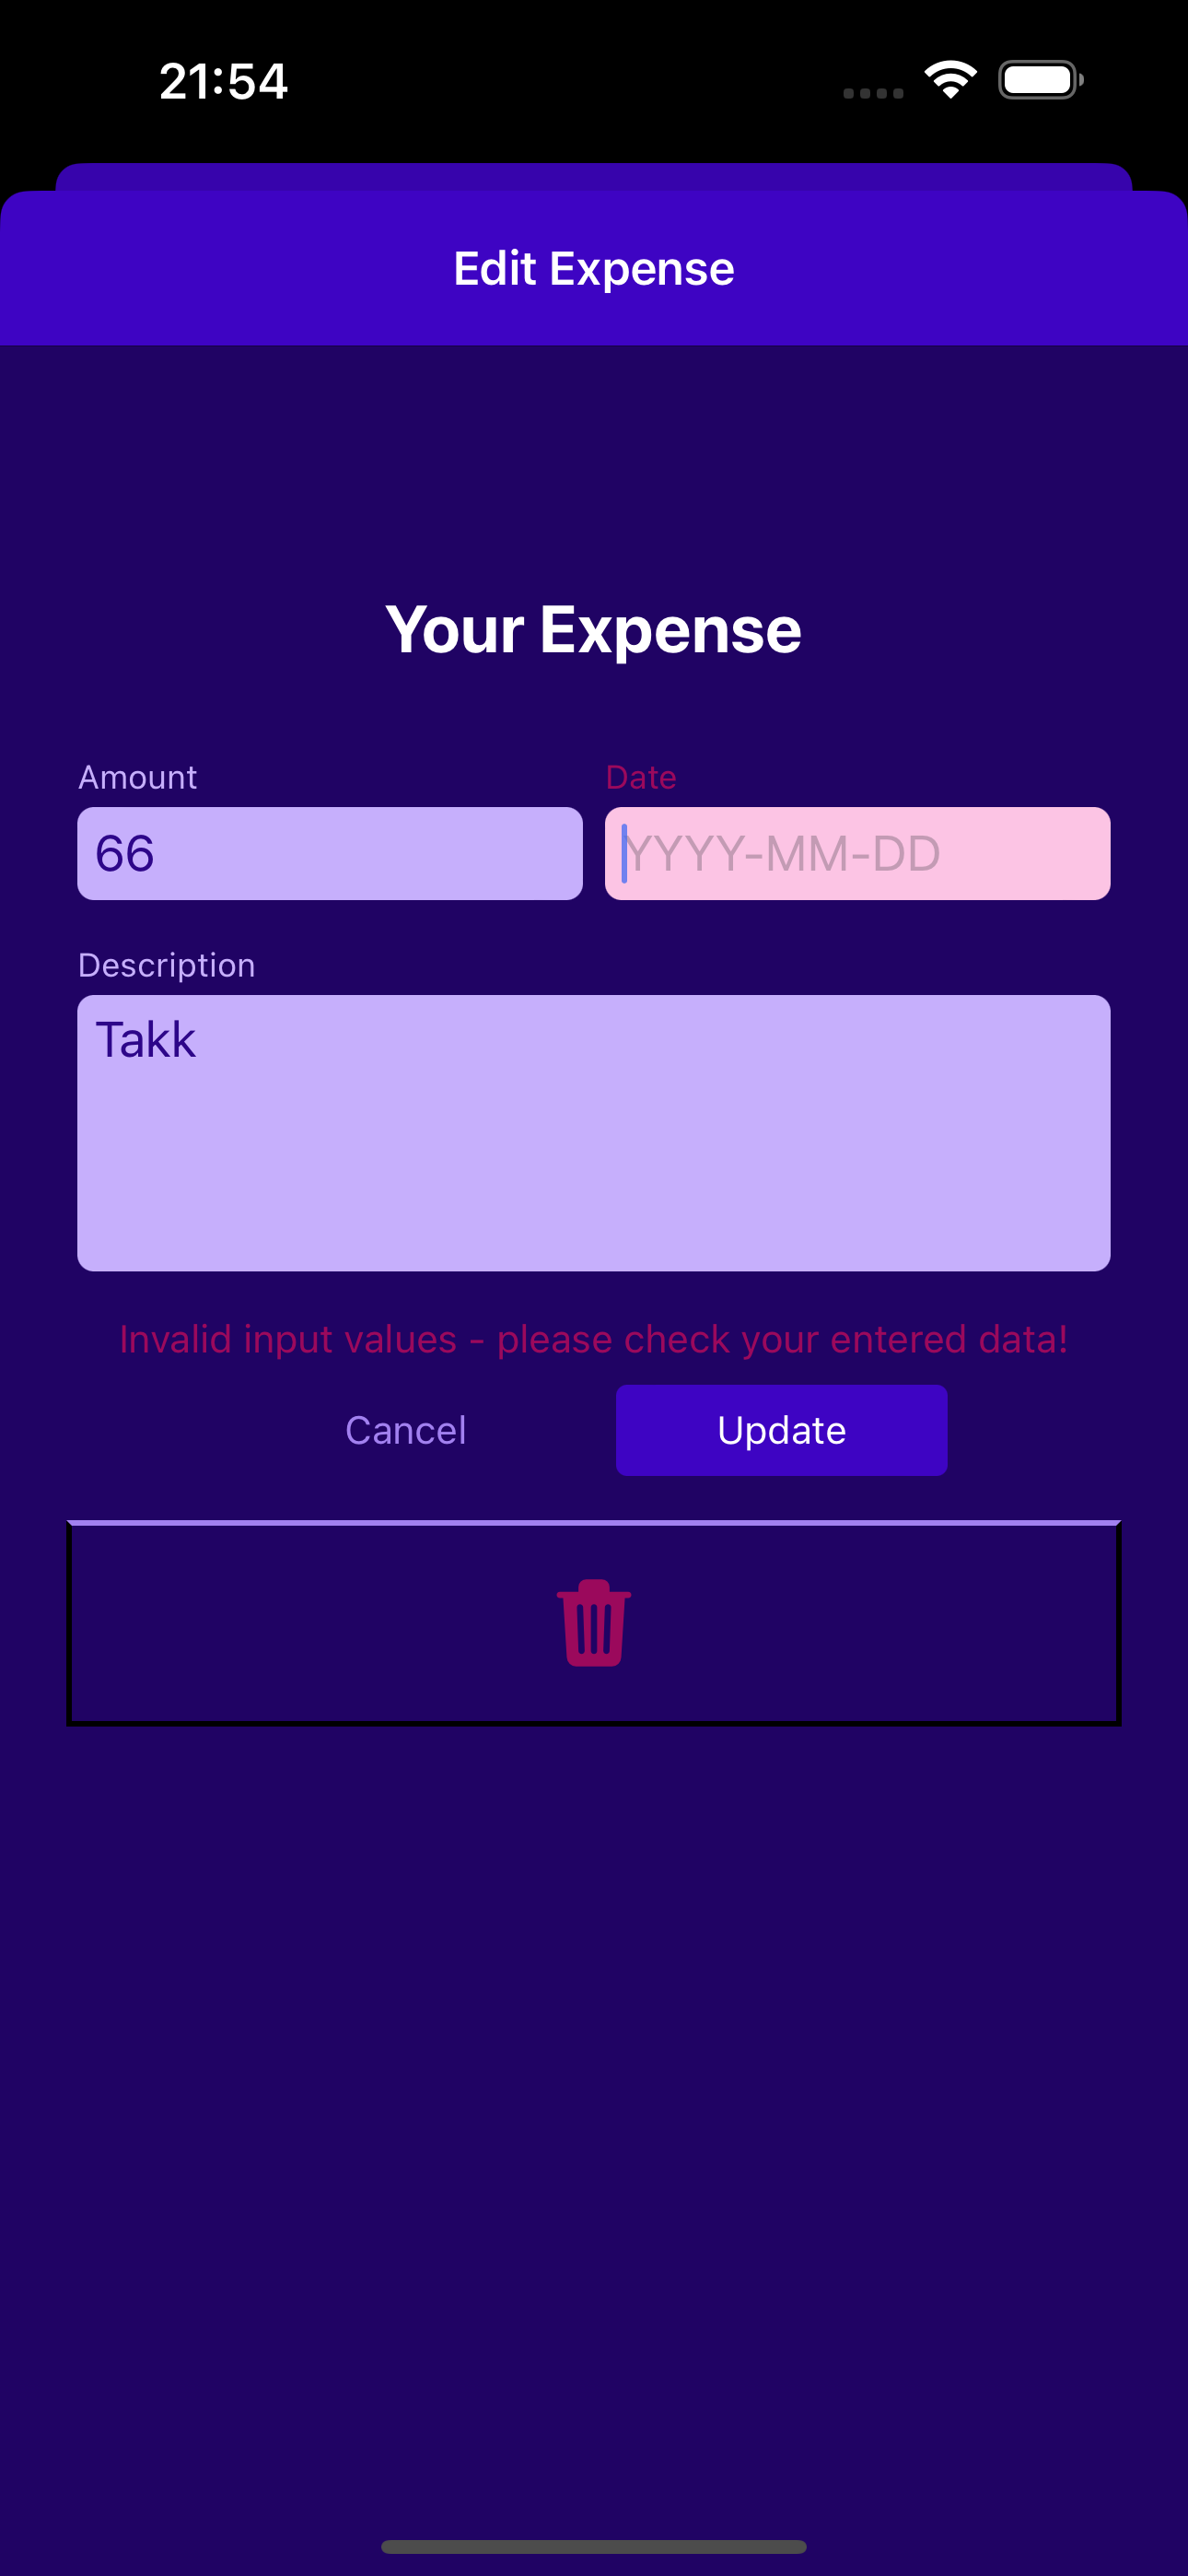 21:54
Edit Expense
Your Expense
Amount
Date
66
YYYY-MM-DD
Description
Takk
Invalid input values - please check your entered data!
Cancel
Update